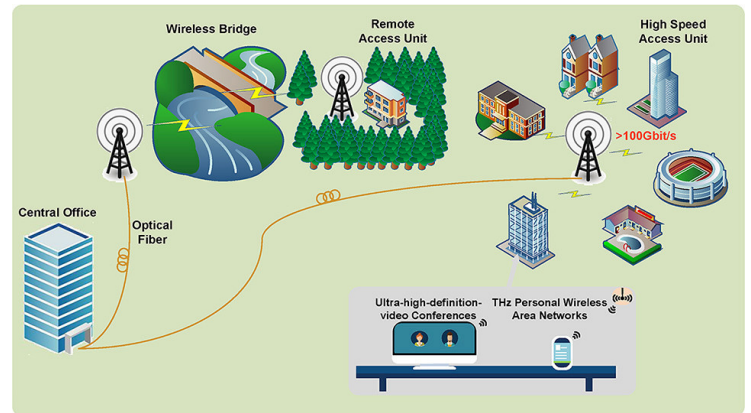 Wireless Bridge
Remote
Access Unit
High Speed
Access Unit
>100Gbit/s
Central Office
Optical
Fiber
Ultra-high-definition-
video Conferences
THz Personal Wireless
Area Networks